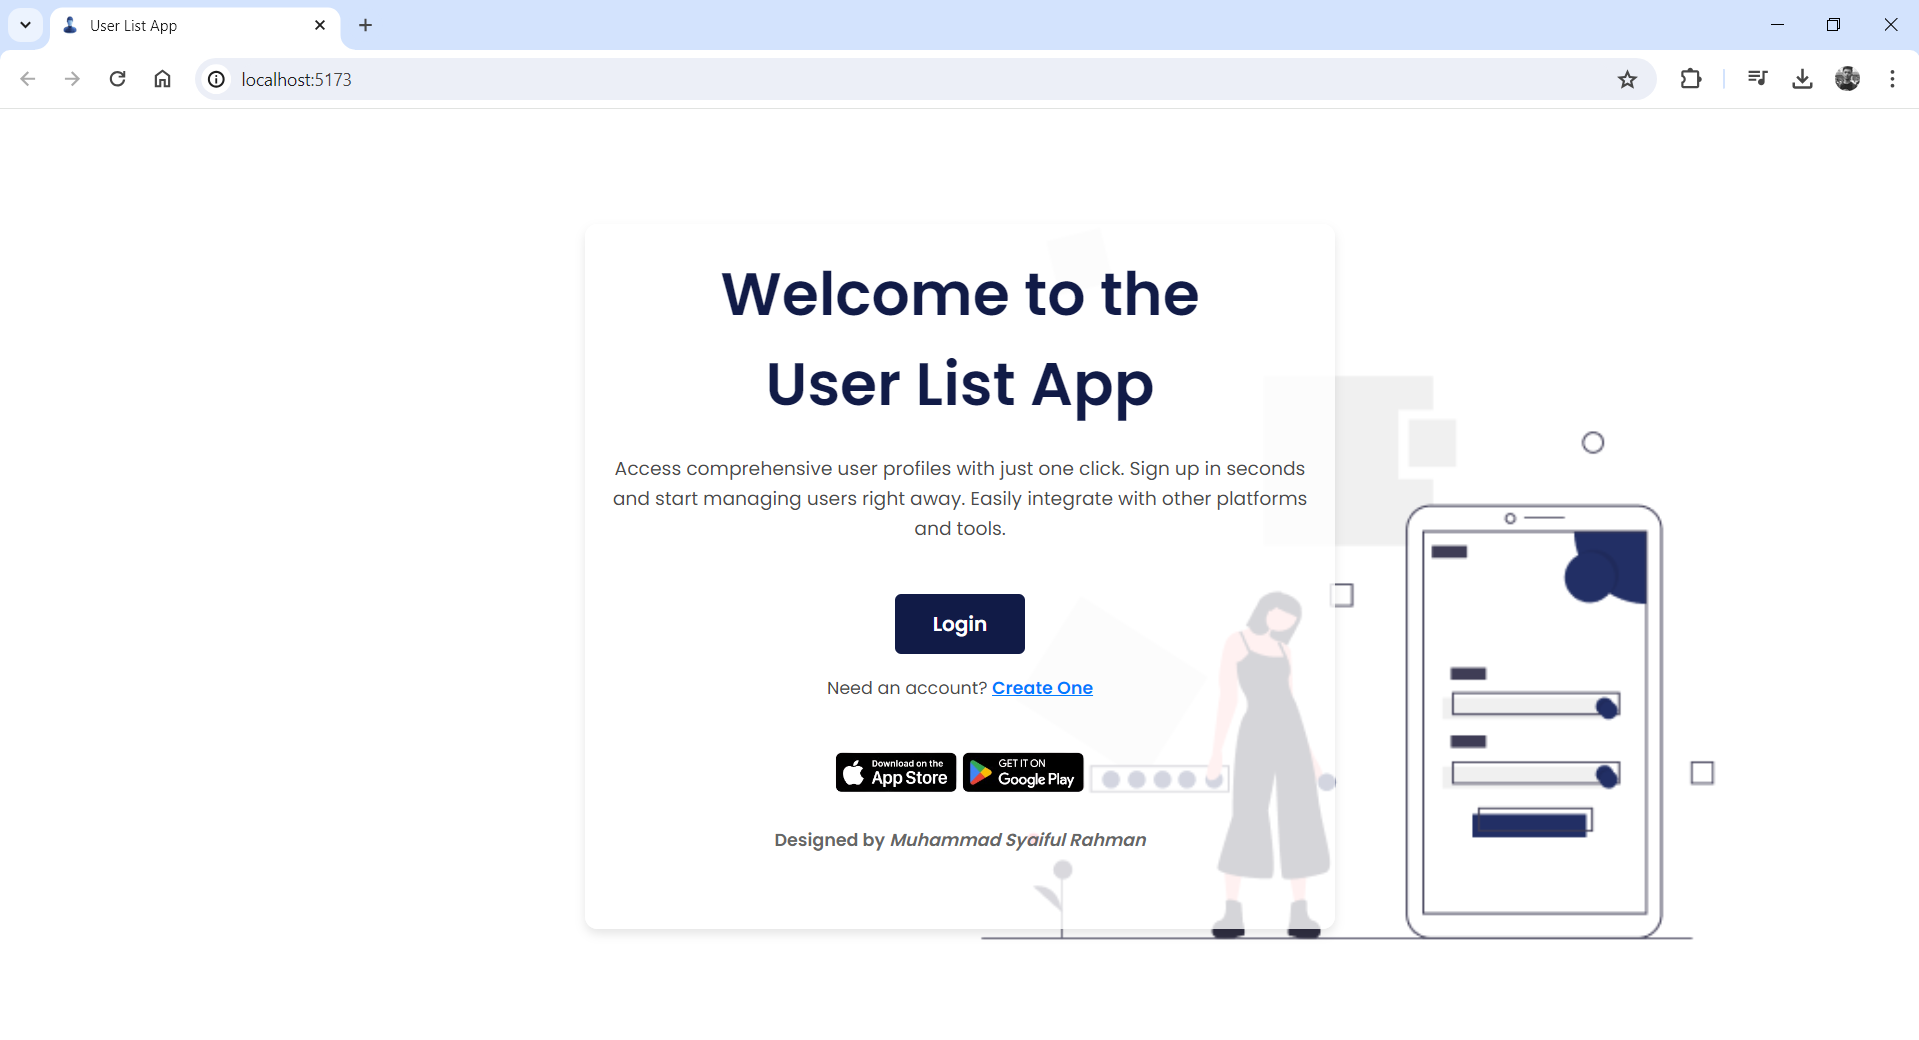 User List App
localhost:5173
Welcome to the
User List App
Access comprehensive user profiles with just one click. Sign up in seconds
and start managing users right away. Easily integrate with other platforms
and tools.
Login
Need an account? Create One
Download on the
App Store
GET IT ON
Google Play
Designed by Muhammad Syaiful Rahman